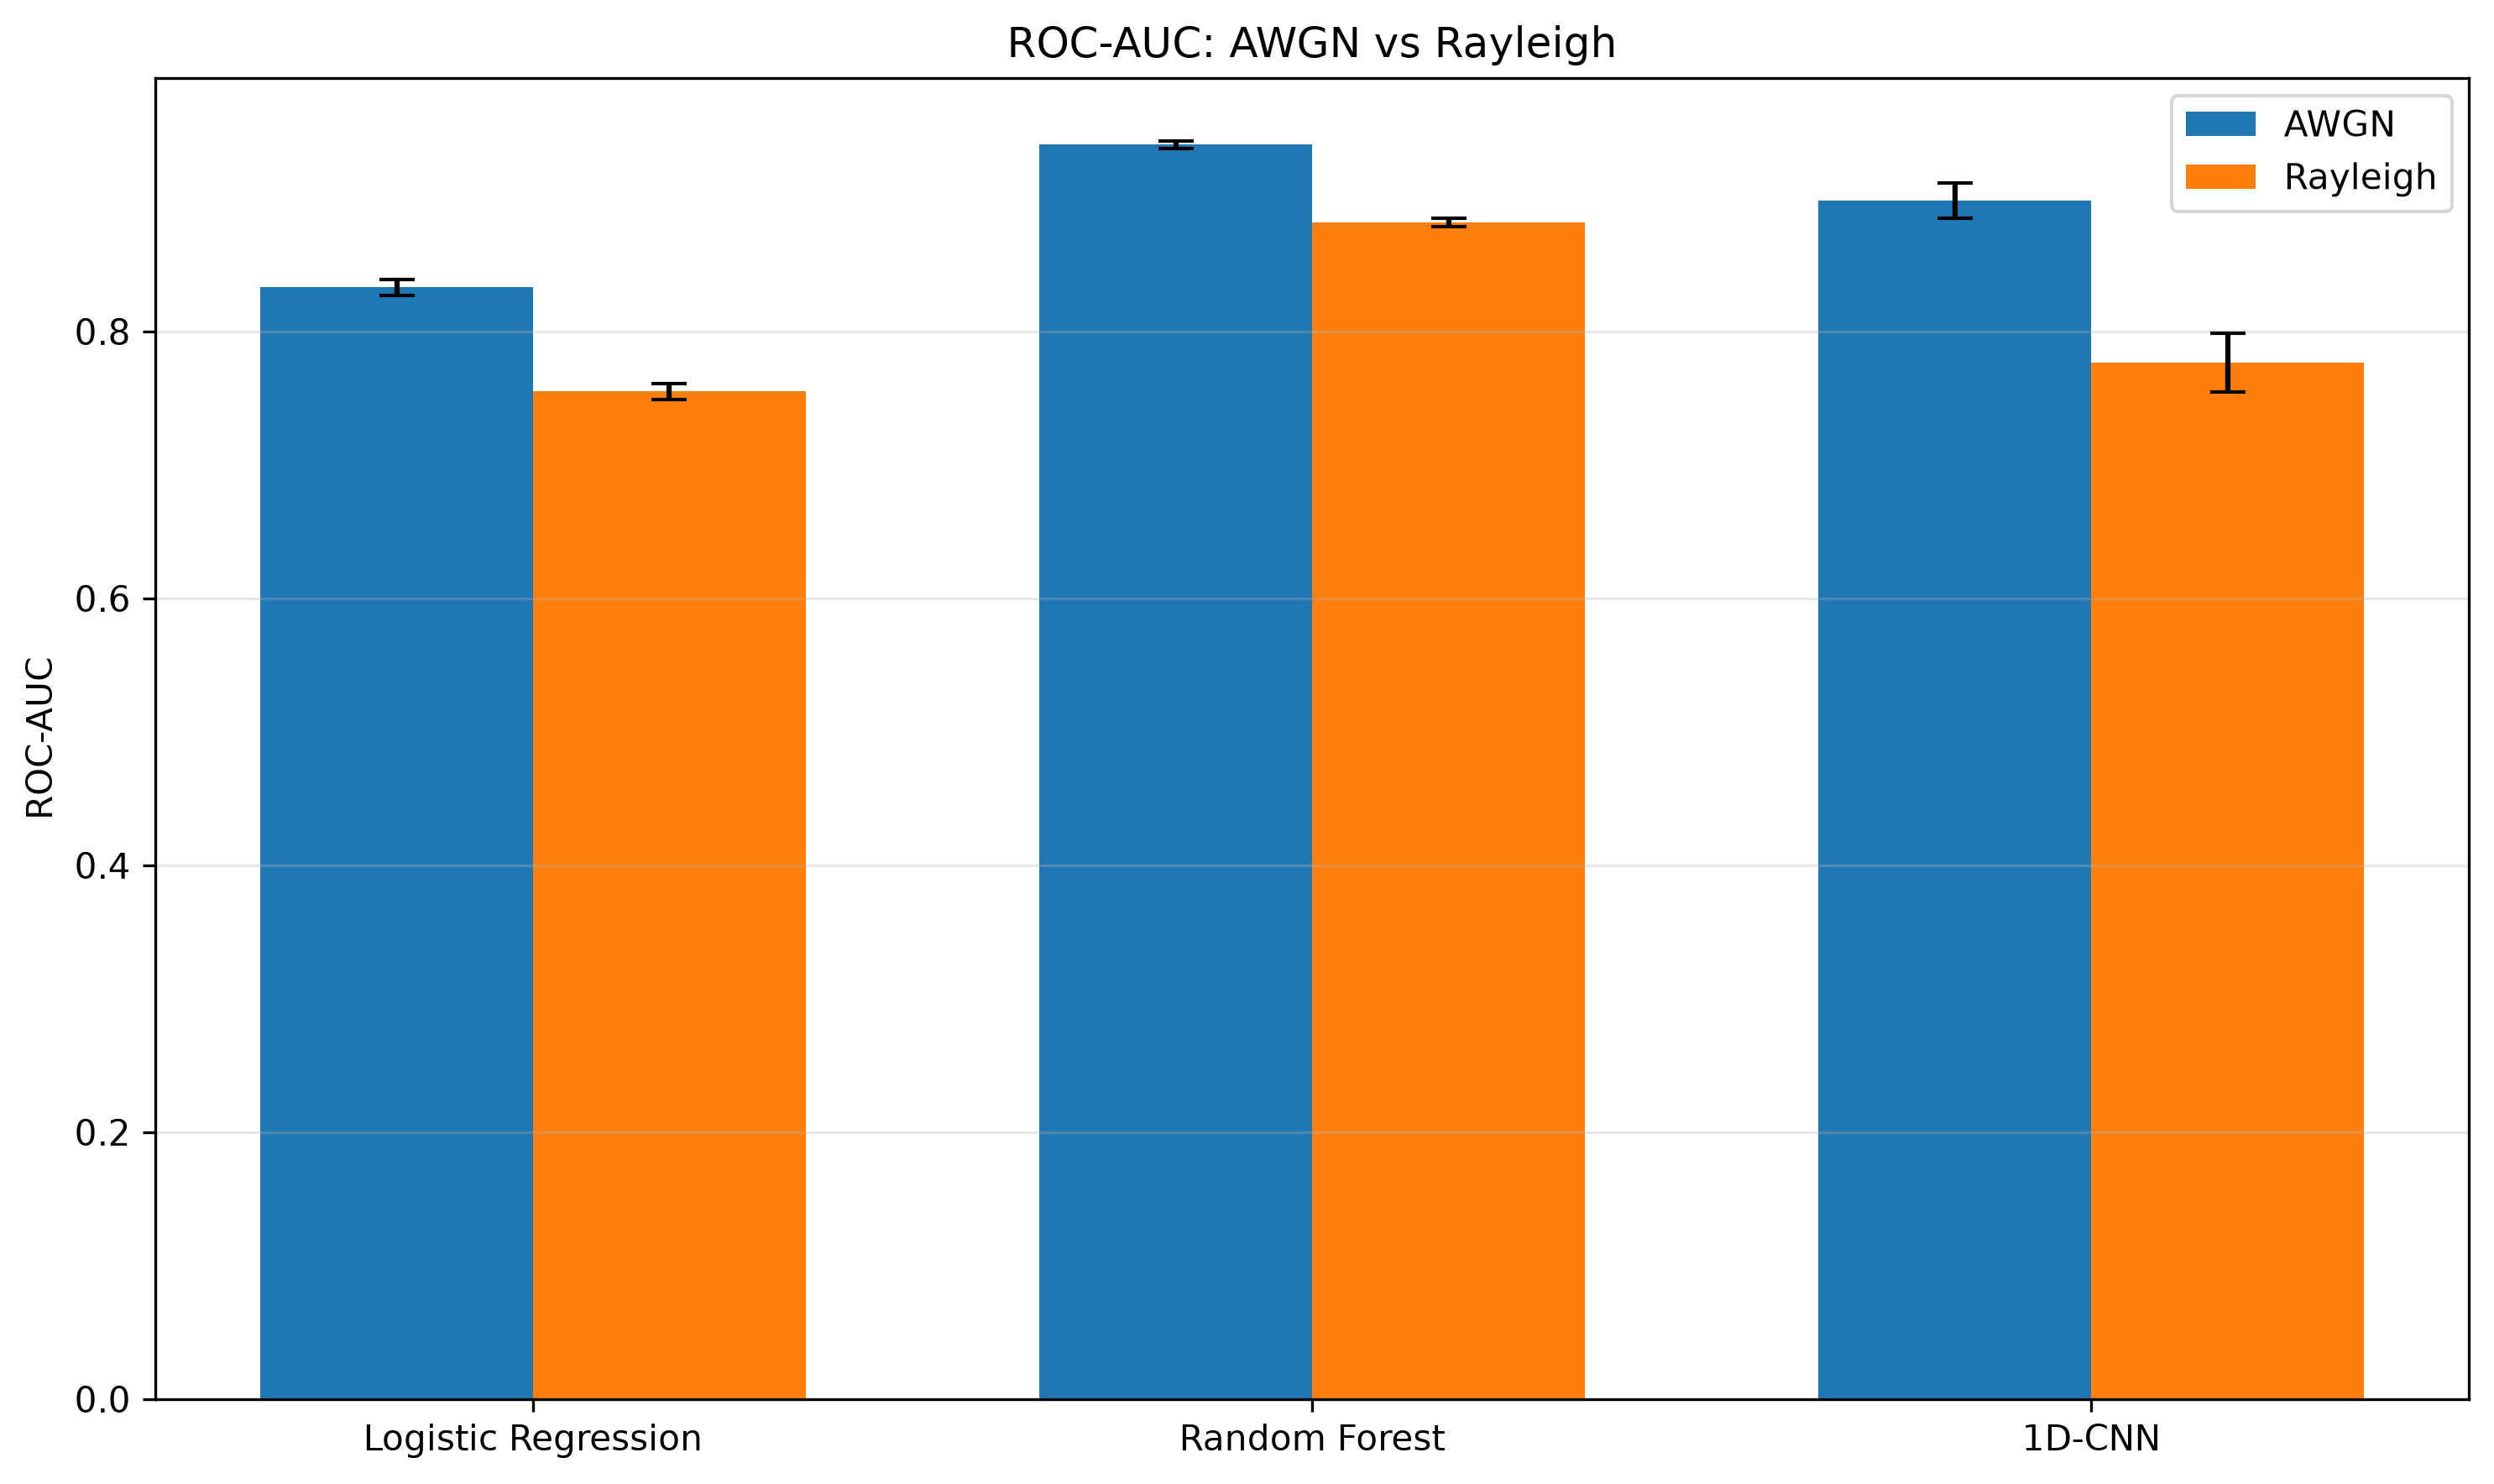 ROC-AUC: AWGN vs Rayleigh
AWGN
Rayleigh
ROC-AUC
0.8
0.6
0.4
0.2
0.0
Logistic Regression
Random Forest
1D-CNN